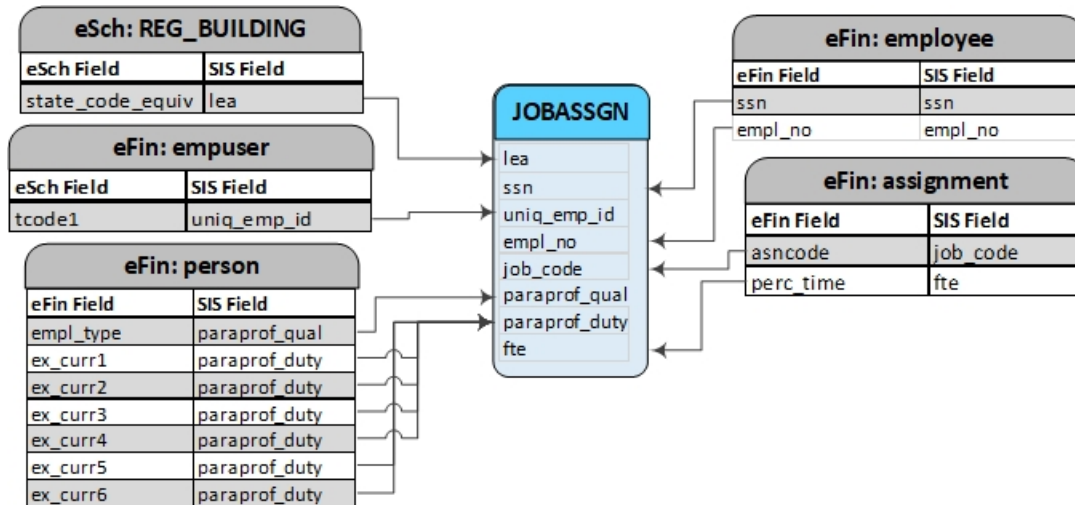 eSch: REG_BUILDING
eSch Field SIS Field
state_code_equiv lea
eFin: empuser
eSch Field SIS Field
tcode1 uniq_emp_id
eFin: person
eFin Field SIS Field
empl_type paraprof_qual
ex_curr1 paraprof_duty
ex_curr2 paraprof_duty
ex_curr3 paraprof_duty
ex_curr4 paraprof_duty
ex_curr5 paraprof_duty
ex_curr6 paraprof_duty
JOBASSGN
lea
ssn
uniq_emp_id
empl_no
job_code
paraprof_qual
paraprof_duty
fte
eFin: employee
eFin Field SIS Field
ssn ssn
empl_no empl_no
eFin: assignment
eFin Field SIS Field
asncode job_code
perc_time fte